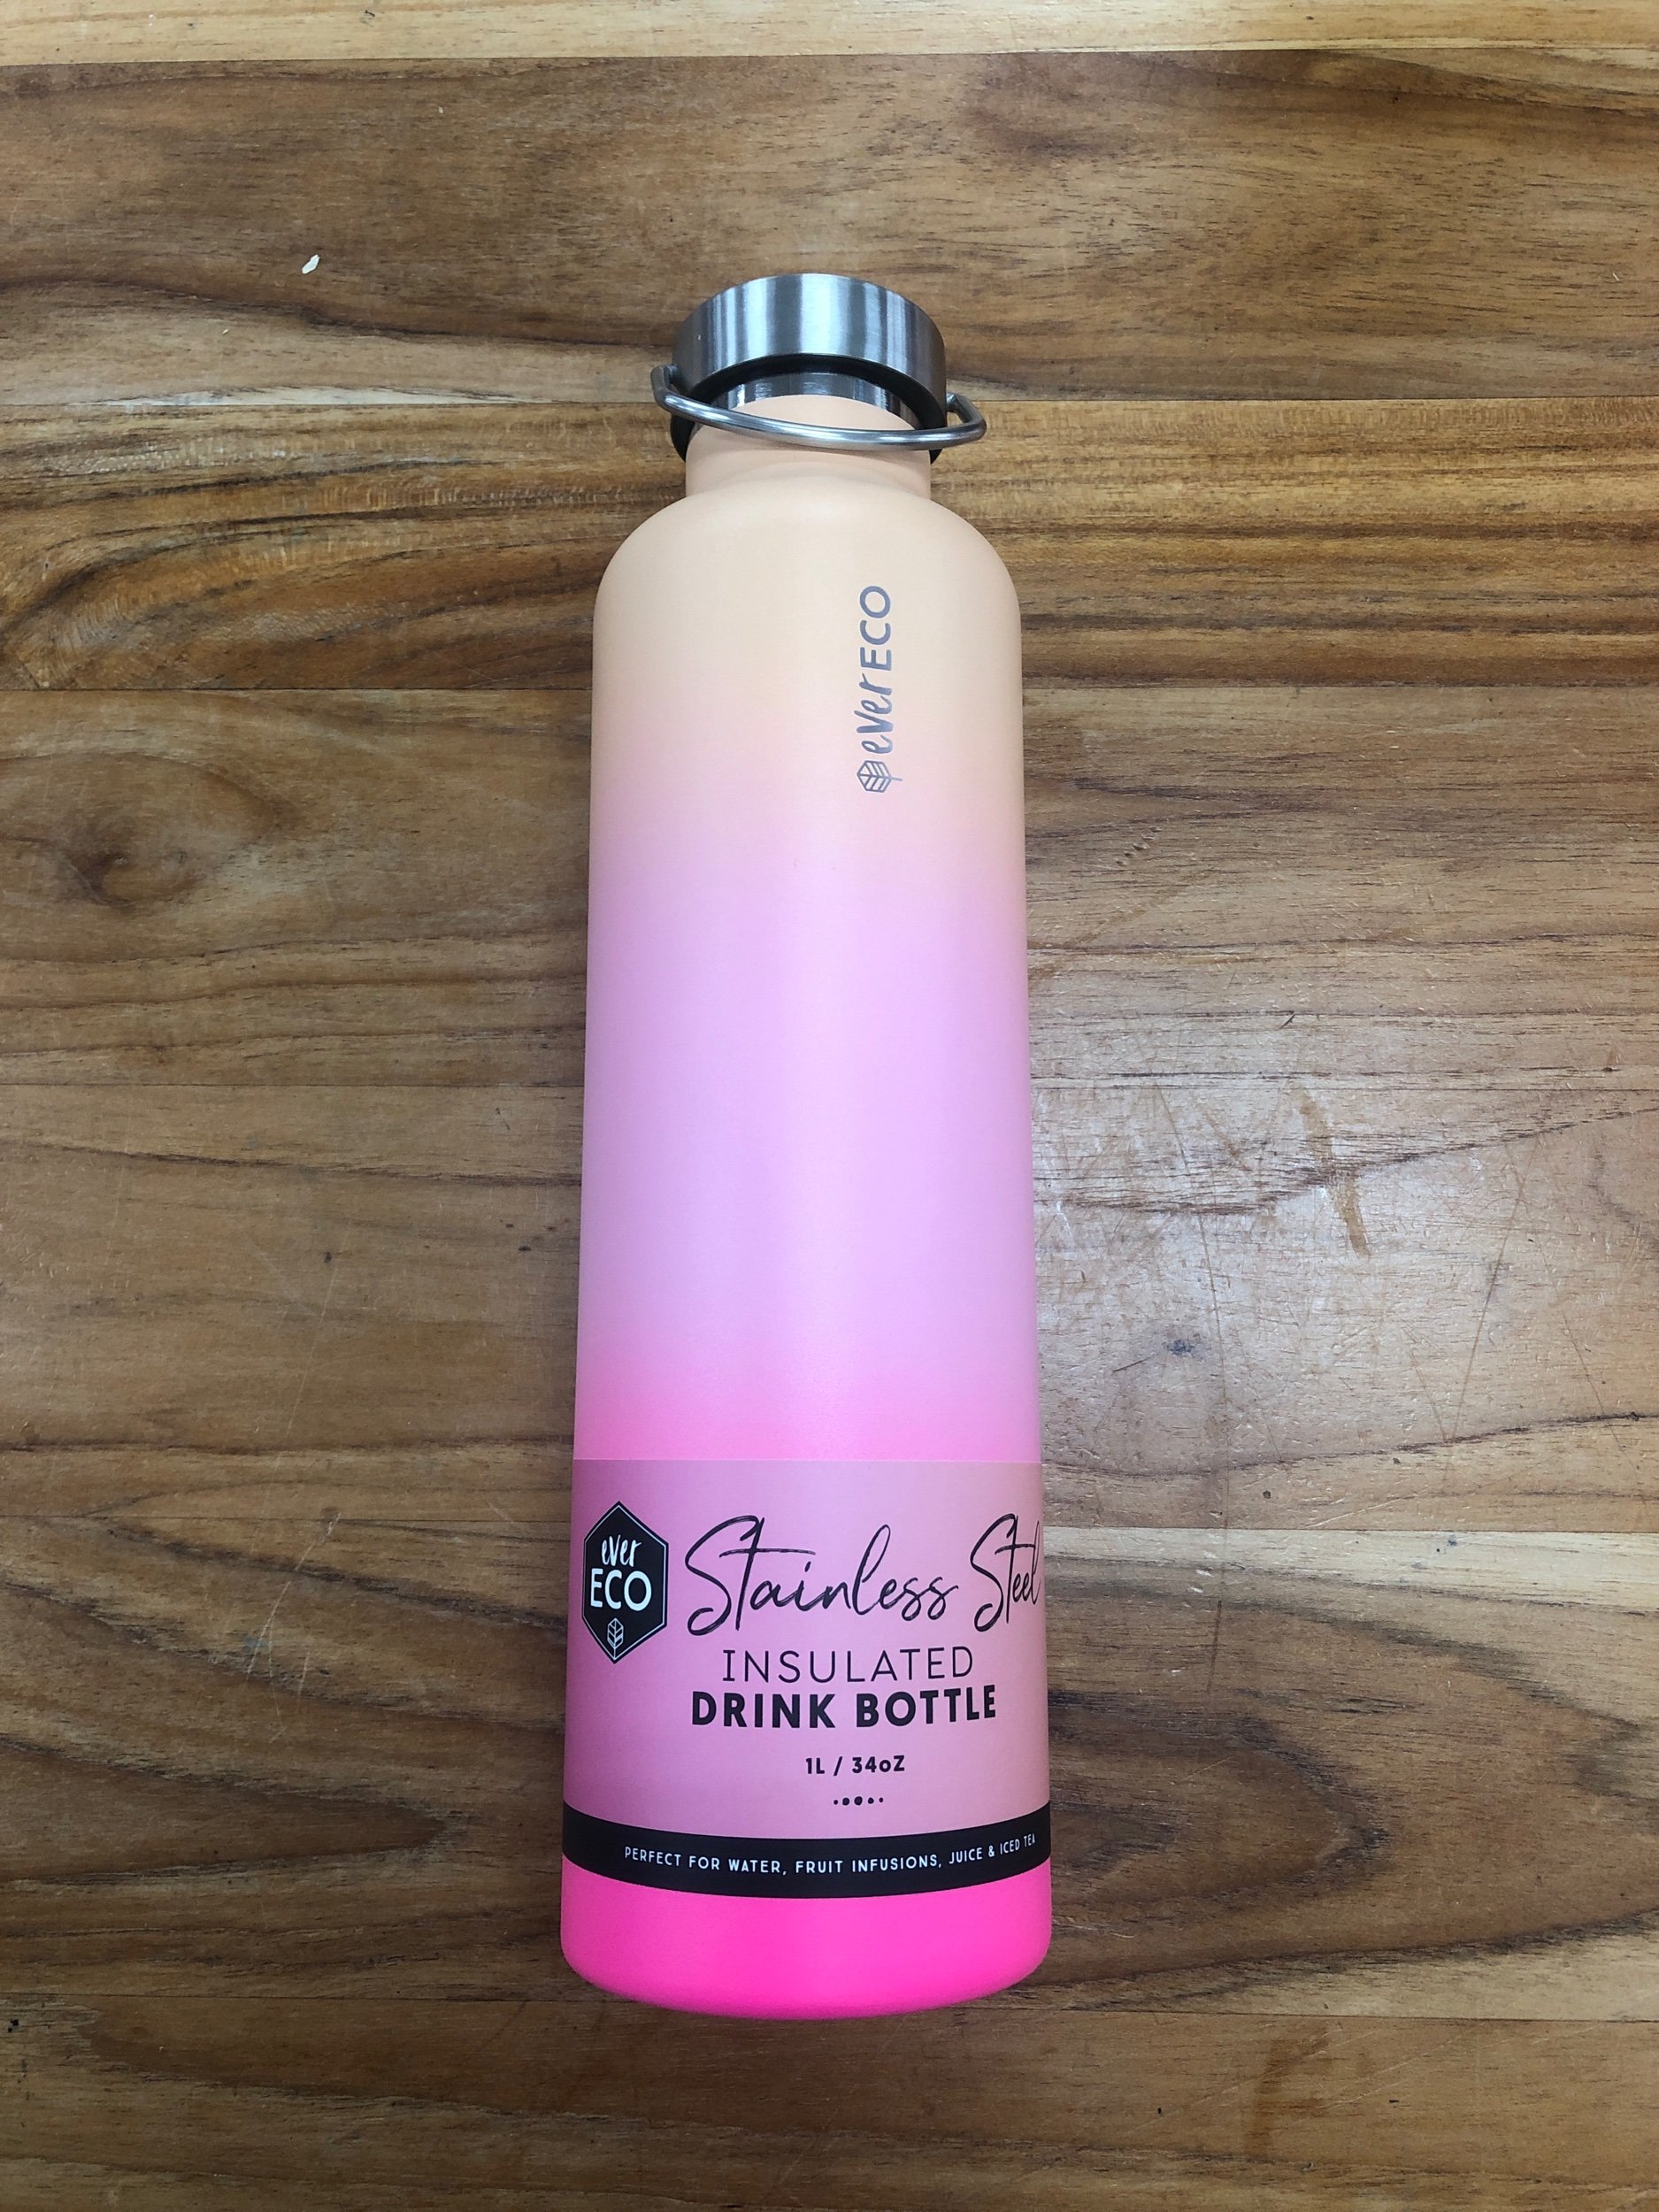 ever ECO
ever
ECO
Stainless Steel
INSULATED
DRINK BOTTLE
1L / 34oZ
PERFECT FOR WATER, FRUIT INFUSIONS, JUICE & ICED TEA